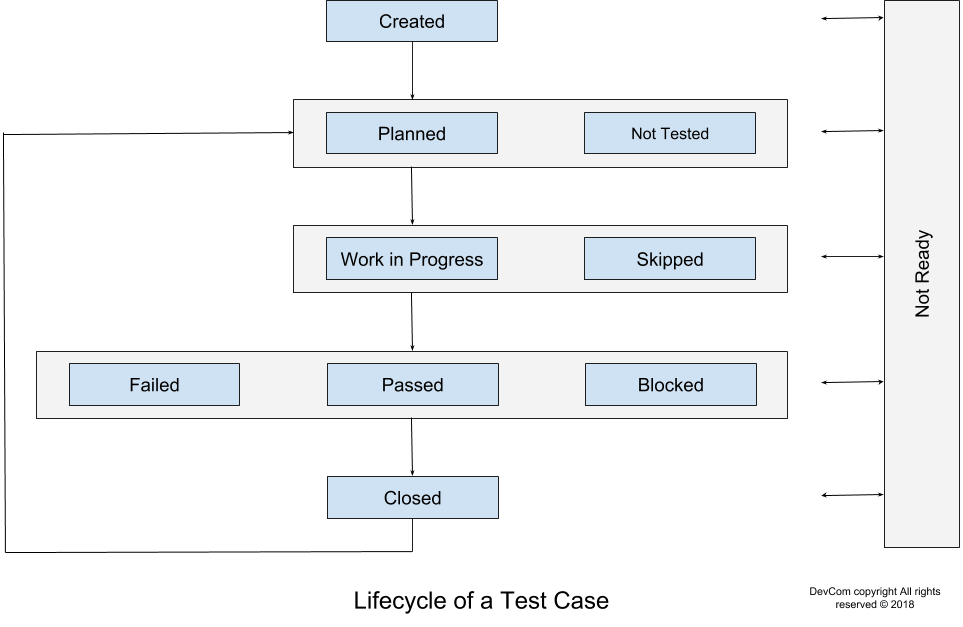 Created
Planned
Not Tested
Work in Progress
Skipped
Not Ready
Failed
Passed
Blocked
Closed
Lifecycle of a Test Case
DevCom copyright All rights
reserved © 2018